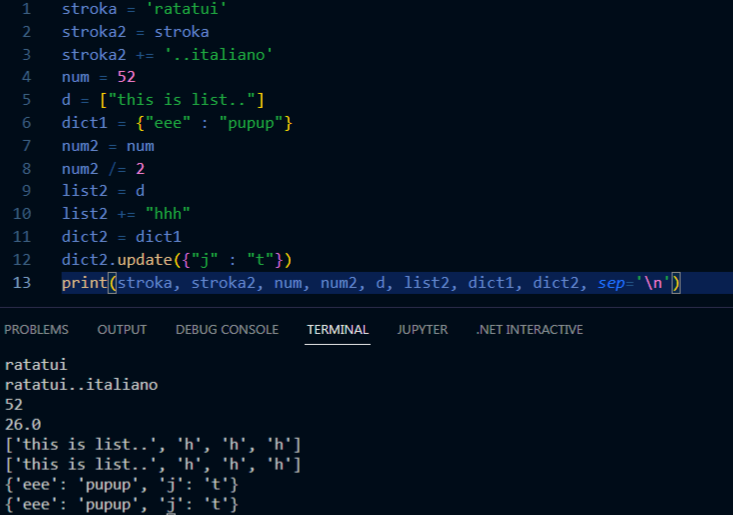 1 stroka = 'ratatui'
2 stroka2 = stroka
3 stroka2 += '..italiano'
4 num = 52
5 d = ["this is list.."]
6 dict1 = {"eee" : "pupup"}
7 num2 = num
8 num2 /= 2
9 list2 = d
10 list2 += "hhh"
11 dict2 = dict1
12 dict2.update({"j" : "t"})
13 print(stroka, stroka2, num, num2, d, list2, dict1, dict2, sep='\n')
PROBLEMS OUTPUT DEBUG CONSOLE TERMINAL JUPYTER .NET INTERACTIVE
ratatui
ratatui..italiano
52
26.0
['this is list..', 'h', 'h', 'h']
['this is list..', 'h', 'h', 'h']
{'eee': 'pupup', 'j': 't'}
{'eee': 'pupup', 'j': 't'}